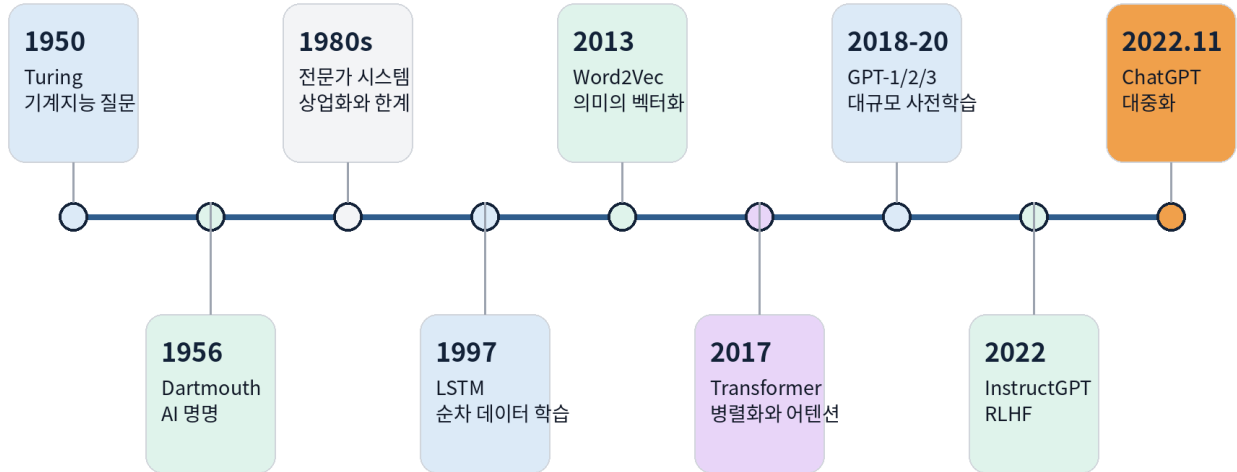 1950
Turing
기계지능 질문
1980s
전문가 시스템
상업화와 한계
2013
Word2Vec
의미의 벡터화
2018-20
GPT-1/2/3
대규모 사전학습
2022.11
ChatGPT
대중화
1956
Dartmouth
AI 명명
1997
LSTM
순차 데이터 학습
2017
Transformer
병렬화와 어텐션
2022
InstructGPT
RLHF